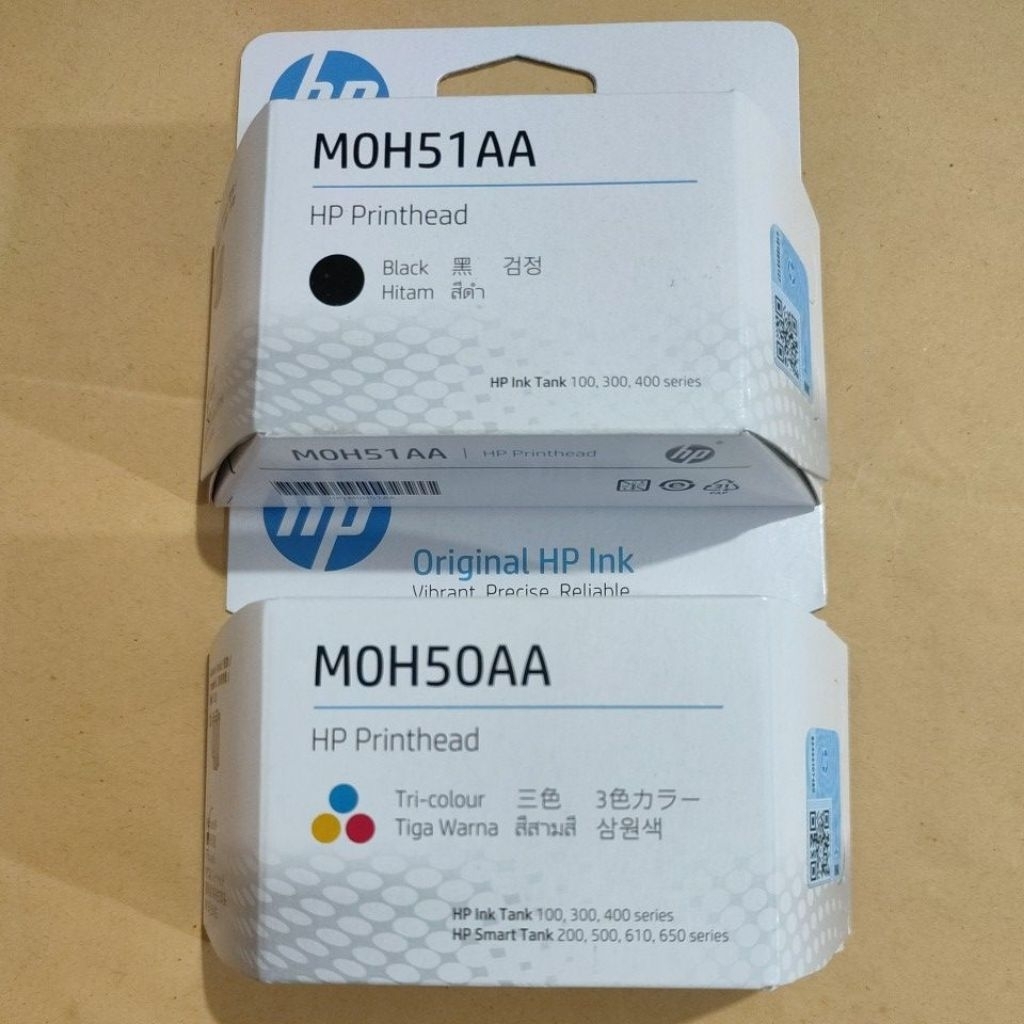 hp
M0H51AA
HP Printhead
Black 黑 검정
Hitam สีดำ
HP Ink Tank 100, 300, 400 series
M0H51AA | HP Printhead hp
hp
Original HP Ink
Vibrant. Precise. Reliable
M0H50AA
HP Printhead
Tri-colour 三色 3色カラー
Tiga Warna สีสามสี 삼원색
HP Ink Tank 100, 300, 400 series
HP Smart Tank 200, 500, 610, 650 series